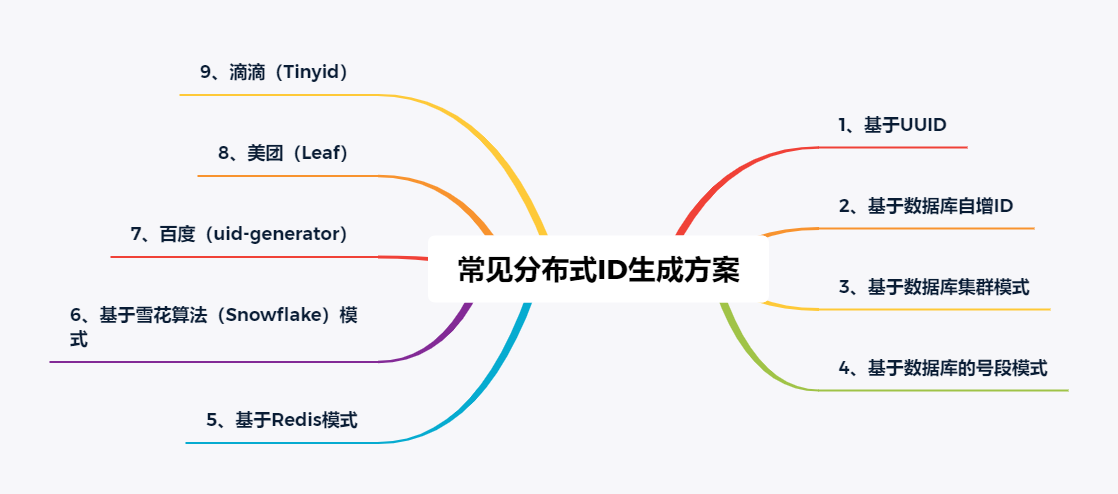 常见分布式ID生成方案
1、基于UUID
2、基于数据库自增ID
3、基于数据库集群模式
4、基于数据库的号段模式
5、基于Redis模式
6、基于雪花算法（Snowflake）模
式
7、百度（uid-generator）
8、美团（Leaf）
9、滴滴（Tinyid）